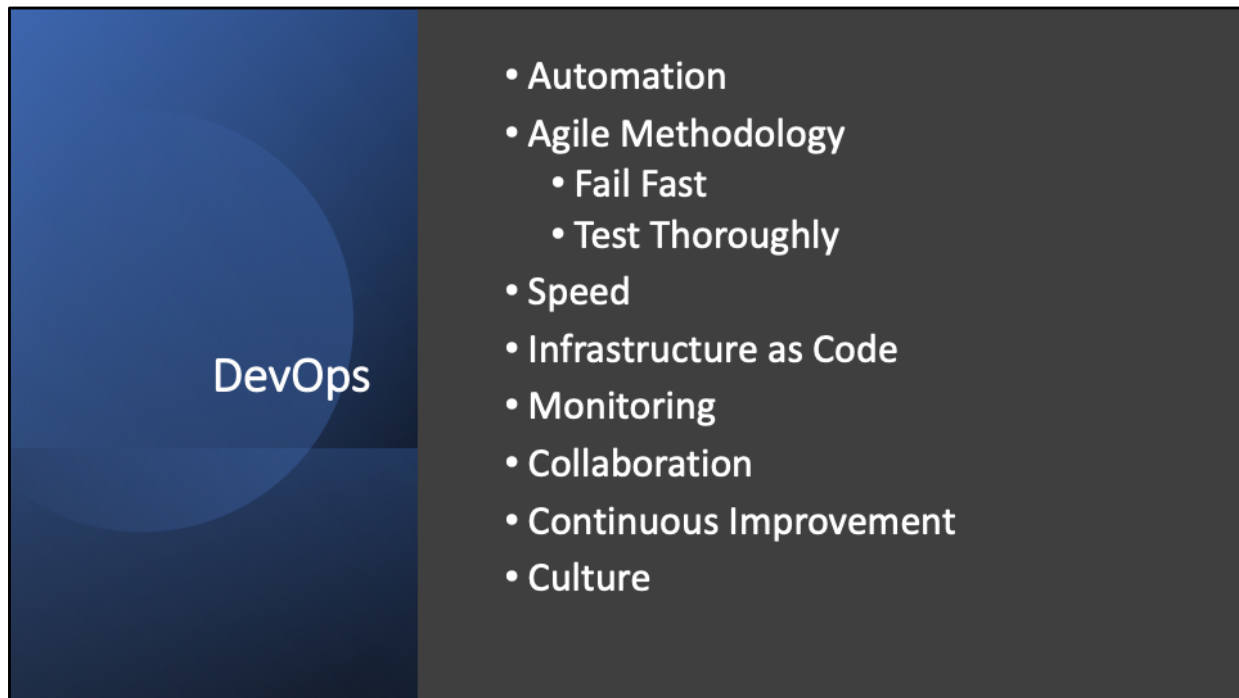 DevOps
• Automation
• Agile Methodology
• Fail Fast
• Test Thoroughly
• Speed
• Infrastructure as Code
• Monitoring
• Collaboration
• Continuous Improvement
• Culture